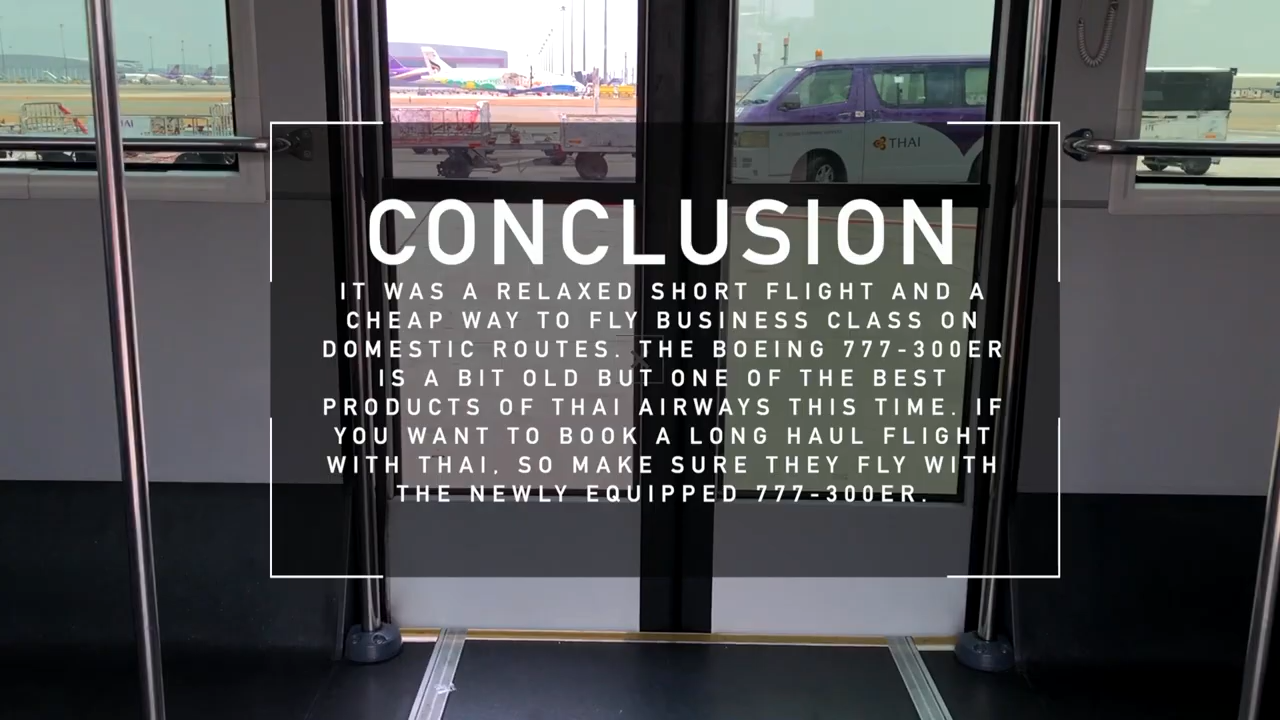 THAI
CONCLUSION
IT WAS A RELAXED SHORT FLIGHT AND A
CHEAP WAY TO FLY BUSINESS CLASS ON
DOMESTIC ROUTES. THE BOEING 777-300ER
IS A BIT OLD BUT ONE OF THE BEST
PRODUCTS OF THAI AIRWAYS THIS TIME. IF
YOU WANT TO BOOK A LONG HAUL FLIGHT
WITH THAI, SO MAKE SURE THEY FLY WITH
THE NEWLY EQUIPPED 777-300ER.